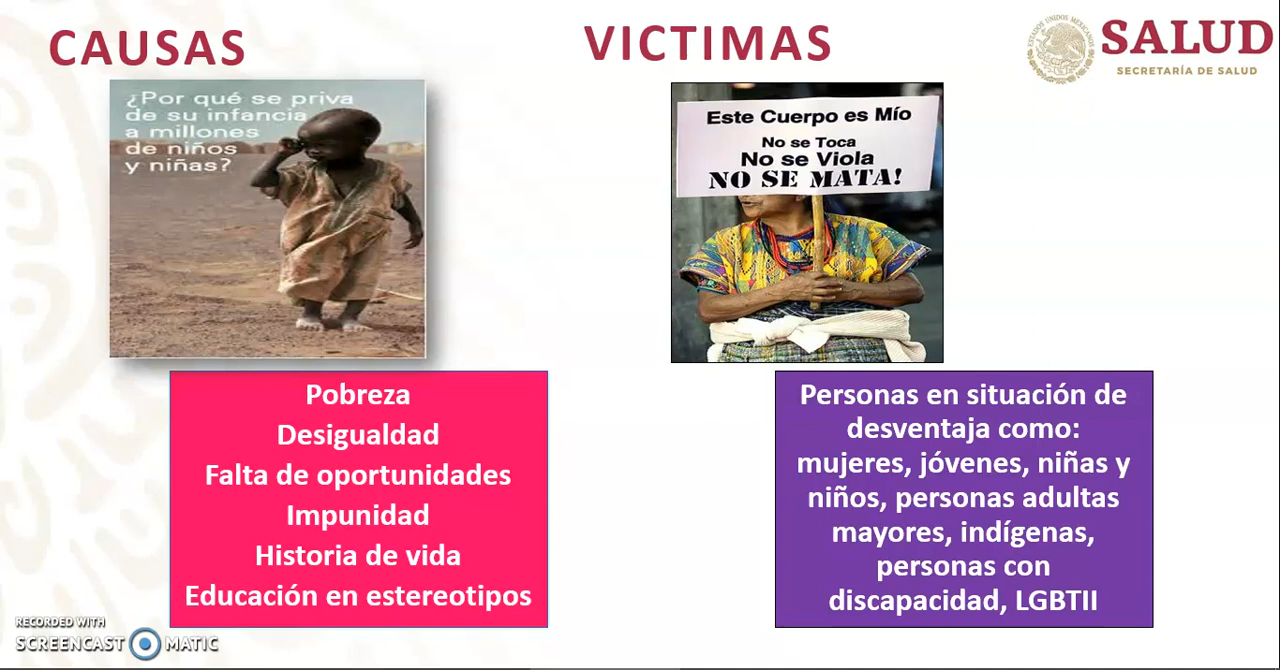 CAUSAS
VICTIMAS
SALUD
SECRETARÍA DE SALUD
ESTADOS UNIDOS MEXICANOS
¿Por qué se priva
de su infancia
a millones
de niños
y niñas?
Este Cuerpo es Mío
No se Toca
No se Viola
NO SE MATA!
Pobreza
Desigualdad
Falta de oportunidades
Impunidad
Historia de vida
Educación en estereotipos
Personas en situación de
desventaja como:
mujeres, jóvenes, niñas y
niños, personas adultas
mayores, indígenas,
personas con
discapacidad, LGBTII
RECORDED WITH
SCREENCAST MATIC